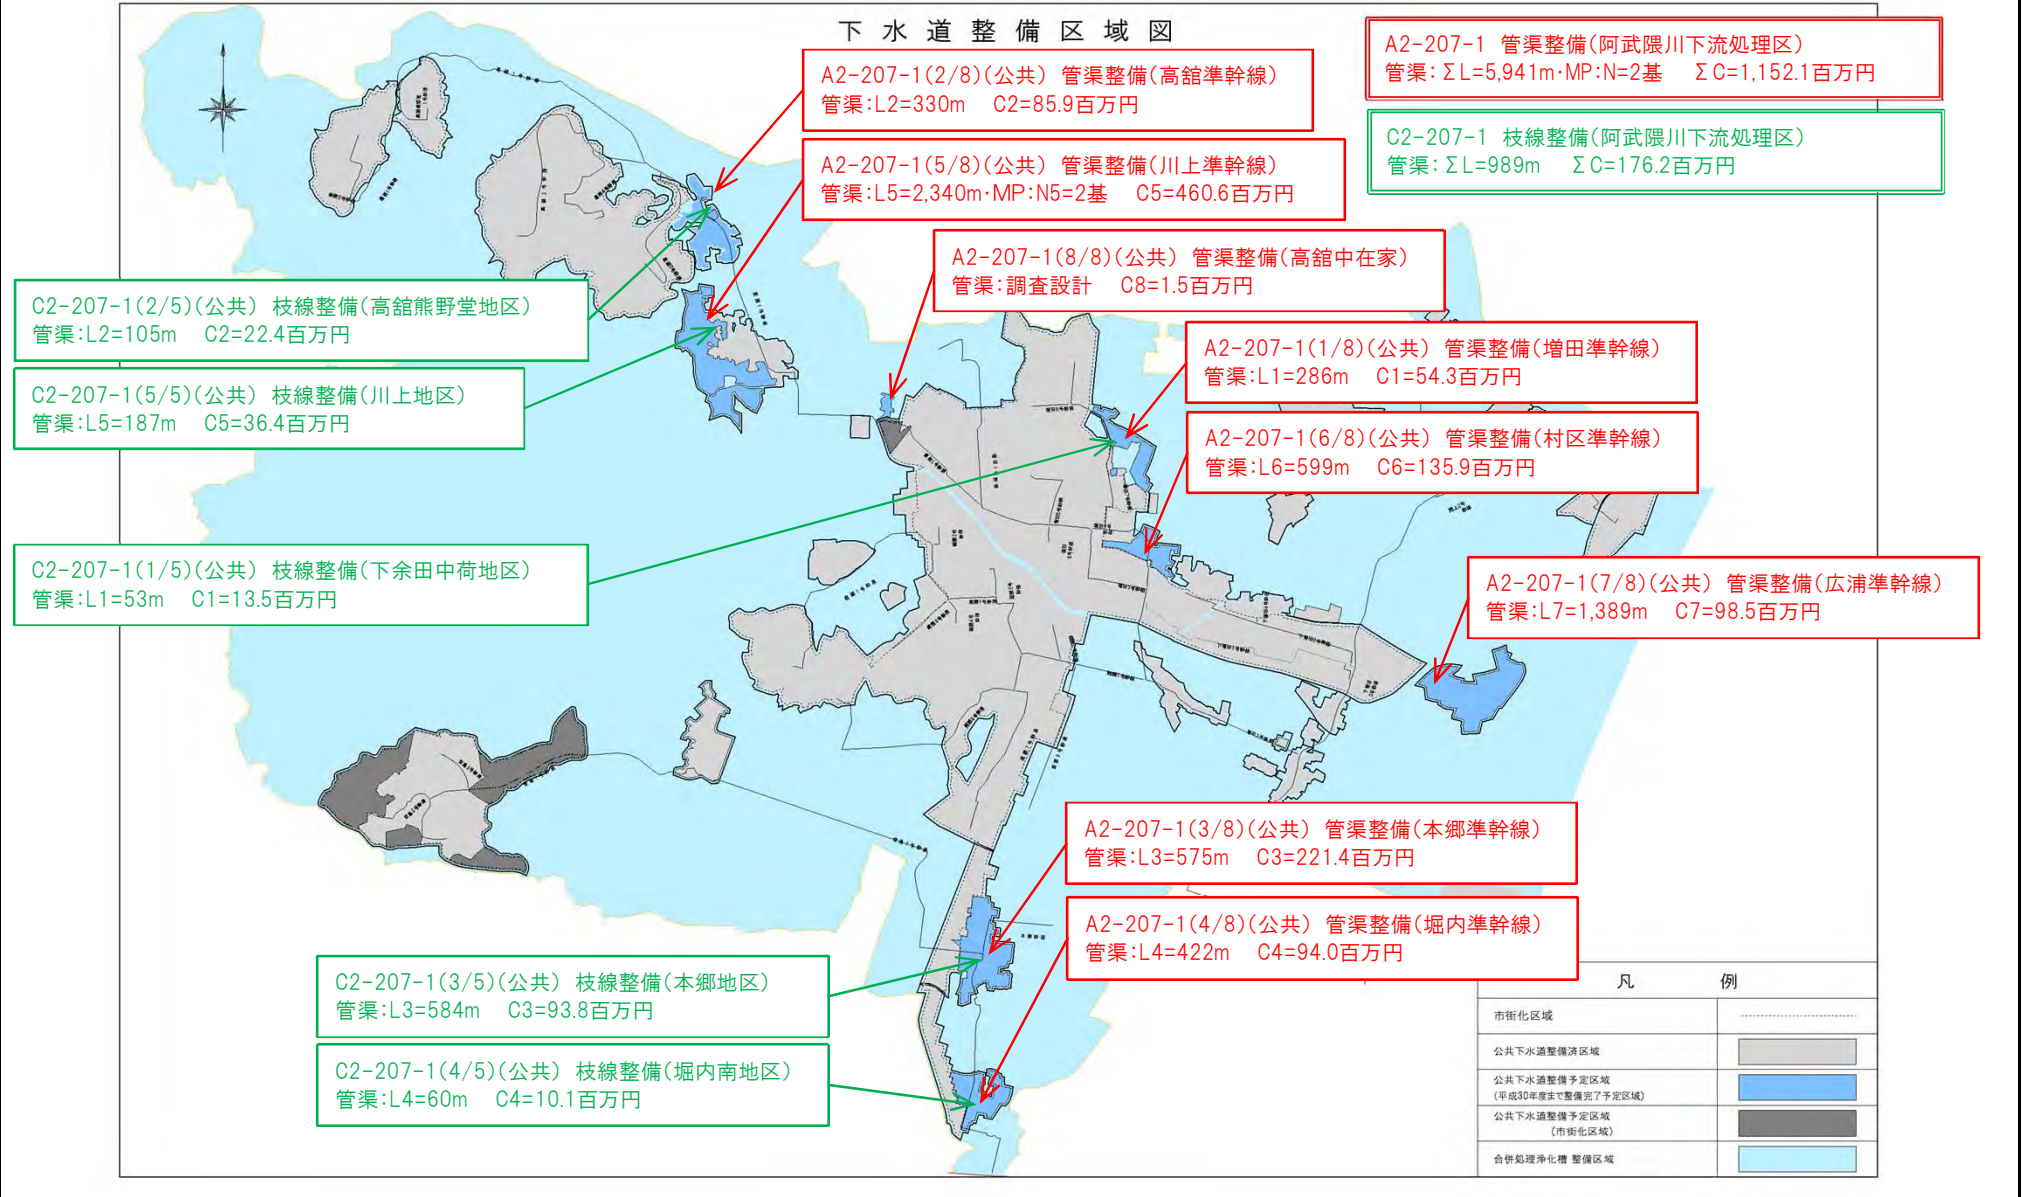 下水道整備区域図
A2-207-1 管渠整備(阿武隈川下流処理区)
管渠:ΣL=5,941m・MP:N=2基 ΣC=1,152.1百万円
C2-207-1 枝線整備(阿武隈川下流処理区)
管渠:ΣL=989m ΣC=176.2百万円
A2-207-1(2/8)(公共) 管渠整備(高舘準幹線)
管渠:L2=330m C2=85.9百万円
A2-207-1(5/8)(公共) 管渠整備(川上準幹線)
管渠:L5=2,340m・MP:N5=2基 C5=460.6百万円
A2-207-1(8/8)(公共) 管渠整備(高舘中在家)
管渠:調査設計 C8=1.5百万円
C2-207-1(2/5)(公共) 枝線整備(高舘熊野堂地区)
管渠:L2=105m C2=22.4百万円
A2-207-1(1/8)(公共) 管渠整備(増田準幹線)
管渠:L1=286m C1=54.3百万円
C2-207-1(5/5)(公共) 枝線整備(川上地区)
管渠:L5=187m C5=36.4百万円
A2-207-1(6/8)(公共) 管渠整備(村区準幹線)
管渠:L6=599m C6=135.9百万円
C2-207-1(1/5)(公共) 枝線整備(下余田中荷地区)
管渠:L1=53m C1=13.5百万円
A2-207-1(7/8)(公共) 管渠整備(広浦準幹線)
管渠:L7=1,389m C7=98.5百万円
A2-207-1(3/8)(公共) 管渠整備(本郷準幹線)
管渠:L3=575m C3=221.4百万円
A2-207-1(4/8)(公共) 管渠整備(堀内準幹線)
管渠:L4=422m C4=94.0百万円
C2-207-1(3/5)(公共) 枝線整備(本郷地区)
管渠:L3=584m C3=93.8百万円
C2-207-1(4/5)(公共) 枝線整備(堀内南地区)
管渠:L4=60m C4=10.1百万円
凡例
市街化区域
公共下水道整備済区域
公共下水道整備予定区域
(平成30年度まで整備完了予定区域)
公共下水道整備予定区域
(市街化区域)
合併処理浄化槽 整備区域